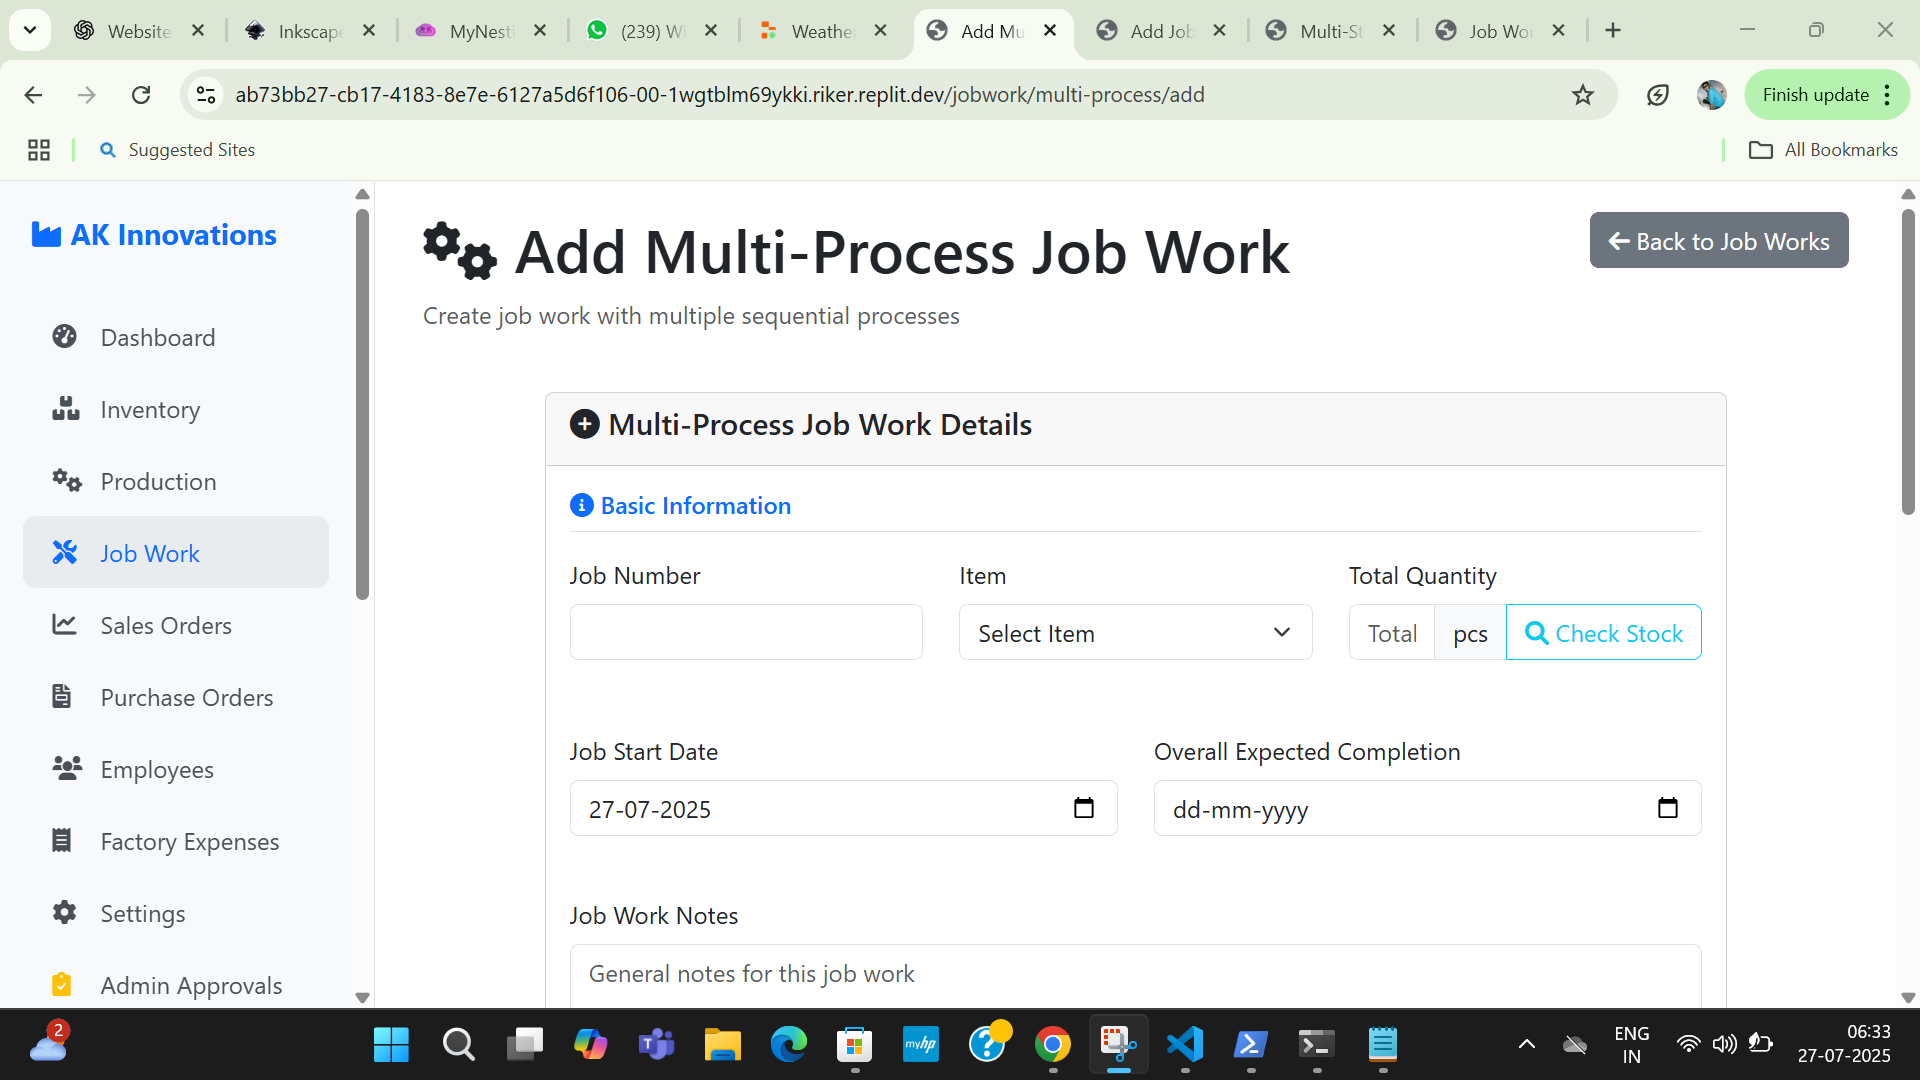 Website
Inkscape
MyNesti
(239) W
Weather
Add Mu
Add Job
Multi-St
Job Wor
ab73bb27-cb17-4183-8e7e-6127a5d6f106-00-1wgtblm69ykki.riker.replit.dev/jobwork/multi-process/add
Finish update
Suggested Sites
All Bookmarks
AK Innovations
Dashboard
Inventory
Production
Job Work
Sales Orders
Purchase Orders
Employees
Factory Expenses
Settings
Admin Approvals
Add Multi-Process Job Work
Back to Job Works
Create job work with multiple sequential processes
Multi-Process Job Work Details
Basic Information
Job Number
Item
Total Quantity
Select Item
Total
pcs
Check Stock
Job Start Date
Overall Expected Completion
27-07-2025
dd-mm-yyyy
Job Work Notes
General notes for this job work
2
myhp
ENG
IN
06:33
27-07-2025